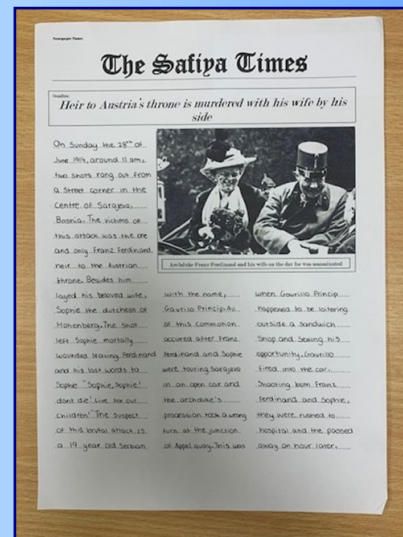 Newspaper Name:
The Safiya Times
Headline:
Heir to Austria's throne is murdered with his wife by his
side
On Sunday the 28th of
June 1914, around 11 am,
two shots rang out from
a street corner in the
centre of Sarajevo,
Bosnia. The victims of
this attack was the one
and only Franz Ferdinand,
heir to the Austrian
throne. Besides him
layed his beloved wife,
Sophie the dutchess of
Hohenberg. The shot
left Sophie mortally
wounded leaving Ferdinand
and his last words to
Sophie "Sophie, Sophie!
dont die! Live for our
children!" The suspect
of this brutal attack is
a 19 year old Serbian
Archduke Franz Ferdinand and his wife on the day he was assassinated
with the name,
Gavrilo Princip. All
of this commotion
accured after Franz
Ferdinand and Sophie
were touring Sarajevo
in an open car and
the archduke's
procession took a wrong
turn at the junction
of Appel quay. This was
when Gavrillo Princip
happened to be loitering
outside a sandwich
shop and seeing his
opportunity, Gavrillo
fired into the car.
Shooting both Franz
Ferdinand and Sophie,
they were rushed to
hospital and the passed
away an hour later.